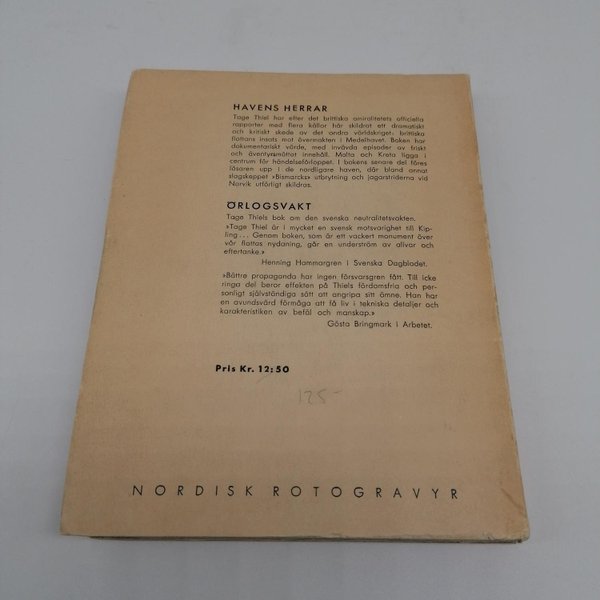 HAVENS HERRAR
Tage Thiel har efter det brittiska amiralitetets officiella
rapporter med flera källor här skildrat ett dramatiskt
och kritiskt skede av det andra världskriget: brittiska
flottans insats mot övermakten i Medelhavet. Boken har
dokumentariskt värde, med invävda episoder av friskt
och äventyrsmättat innehåll. Malta och Kreta ligga i
centrum för händelseförloppet. I bokens senare del föres
läsaren upp i de nordligare haven, där bland annat
slagskeppet »Bismarcks» utbrytning och jagarstriderna vid
Narvik utförligt skildras.
ÖRLOGSVAKT
Tage Thiels bok om den svenska neutralitetsvakten.
»Tage Thiel är i mycket en svensk motsvarighet till Kip-
ling... Genom boken, som är ett vackert monument över
vår flottas nydaning, går en underström av allvar och
eftertanke.»
Henning Hammargren i Svenska Dagbladet.
»Bättre propaganda har ingen försvarsgren fått. Till icke
ringa del beror effekten på Thiels fördomsfria och per-
sonligt självständiga sätt att angripa sitt ämne. Han har
en avundsvärd förmåga att få liv i tekniska detaljer och
karakteristiken av befäl och manskap.»
Gösta Bringmark i Arbetet.
Pris Kr. 12:50
125-
NORDISK ROTOGRAVYR